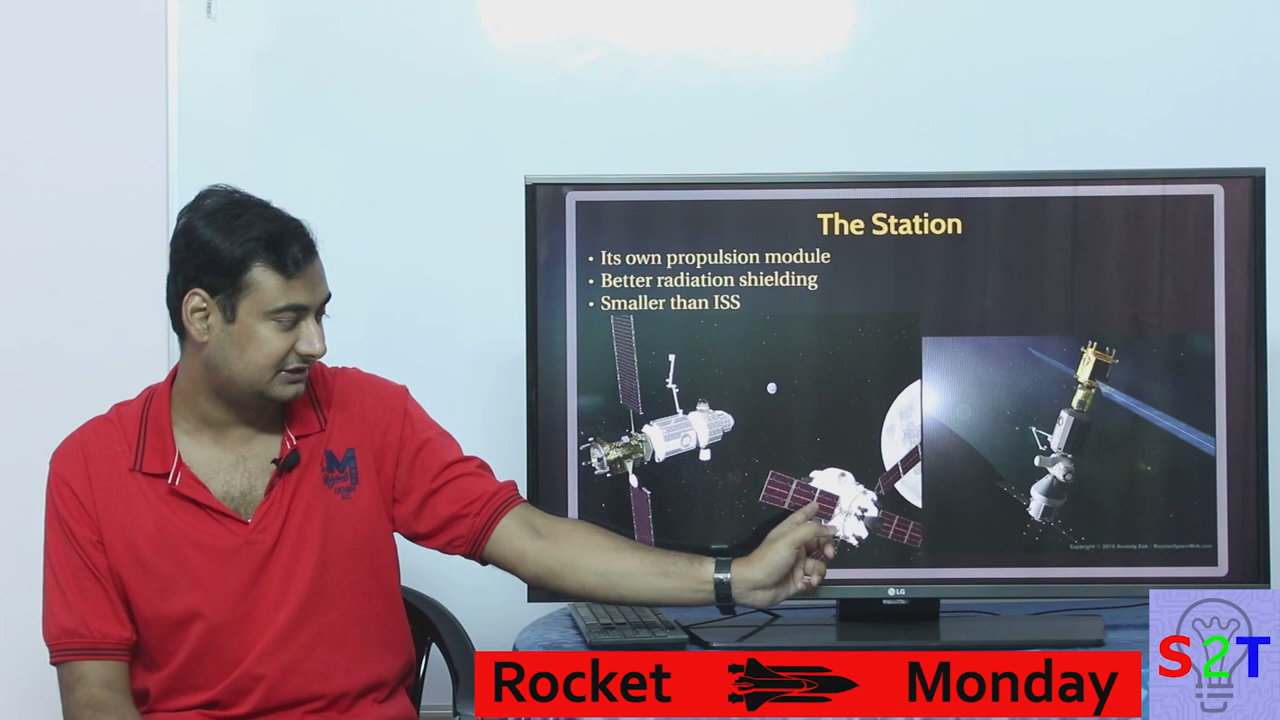 The Station
• Its own propulsion module
• Better radiation shielding
• Smaller than ISS
LG
Rocket Monday
S2T